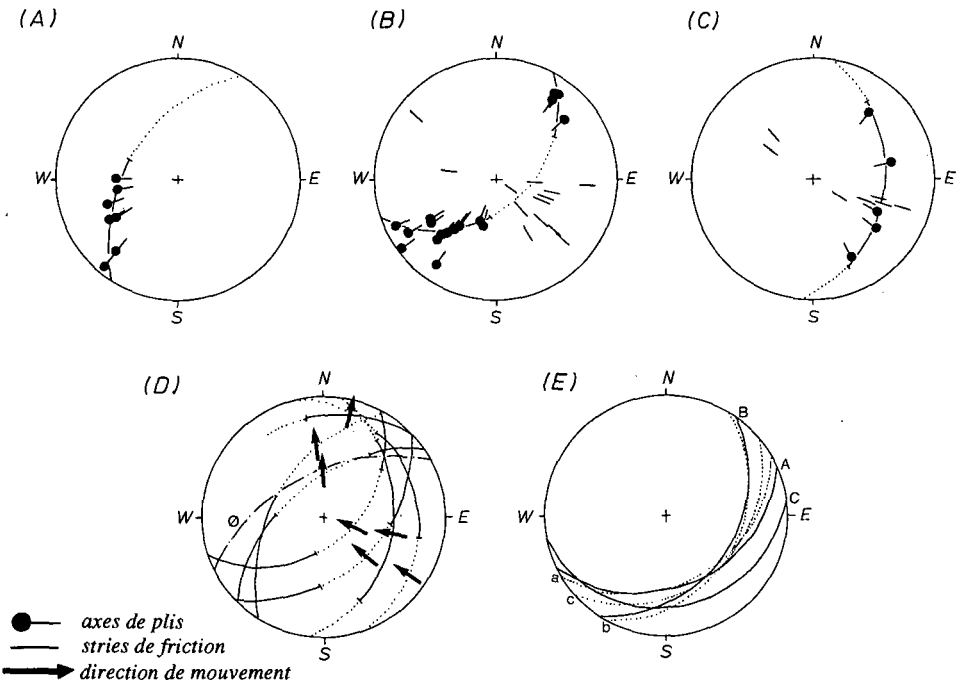 (A)
(B)
(C)
N
N
N
W
E
W
E
W
E
S
S
S
(D)
(E)
N
N
B
A
C
Ø
W
E
W
E
a
c
b
S
S
axes de plis
stries de friction
direction de mouvement